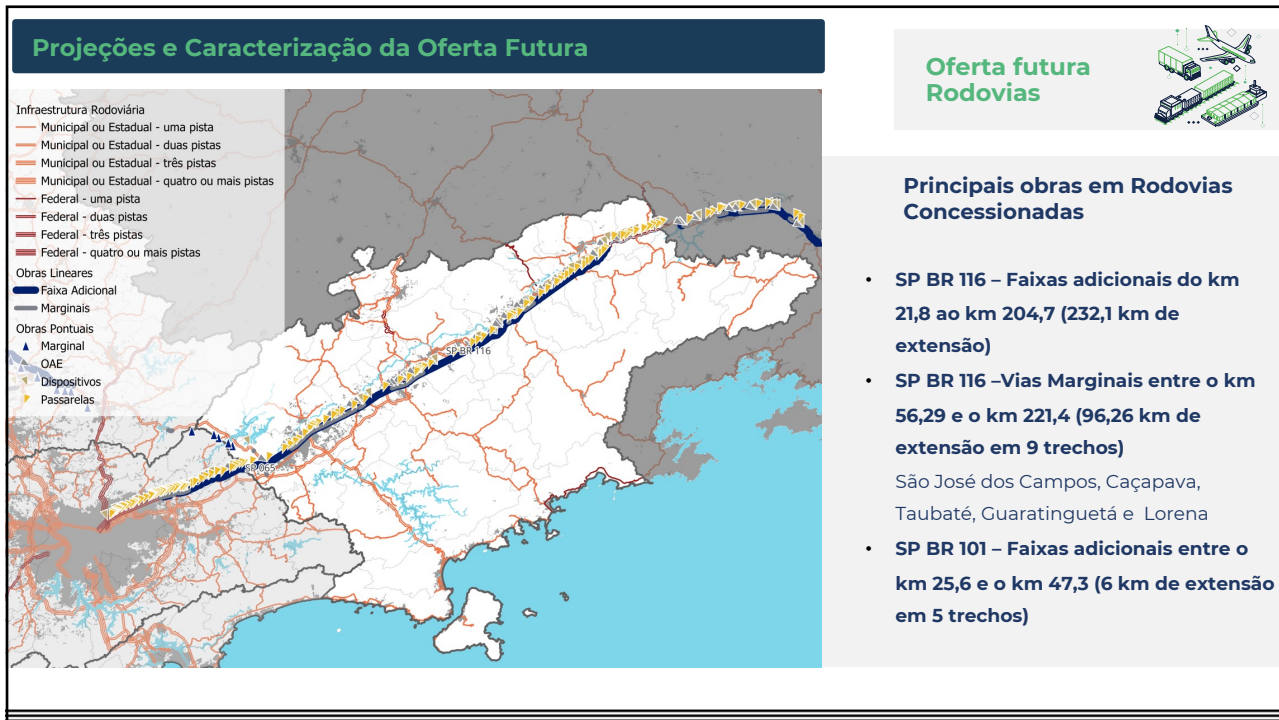 Projeções e Caracterização da Oferta Futura
Infraestrutura Rodoviária
Municipal ou Estadual - uma pista
Municipal ou Estadual - duas pistas
Municipal ou Estadual - três pistas
Municipal ou Estadual - quatro ou mais pistas
Federal - uma pista
Federal - duas pistas
Federal - três pistas
Federal - quatro ou mais pistas
Obras Lineares
Faixa Adicional
Marginais
Obras Pontuais
Marginal
OAE
Dispositivos
Passarelas
SP BR 116
SP 065
Oferta futura
Rodovias
Principais obras em Rodovias
Concessionadas
• SP BR 116 – Faixas adicionais do km
21,8 ao km 204,7 (232,1 km de
extensão)
• SP BR 116 –Vias Marginais entre o km
56,29 e o km 221,4 (96,26 km de
extensão em 9 trechos)
São José dos Campos, Caçapava,
Taubaté, Guaratinguetá e Lorena
• SP BR 101 – Faixas adicionais entre o
km 25,6 e o km 47,3 (6 km de extensão
em 5 trechos)